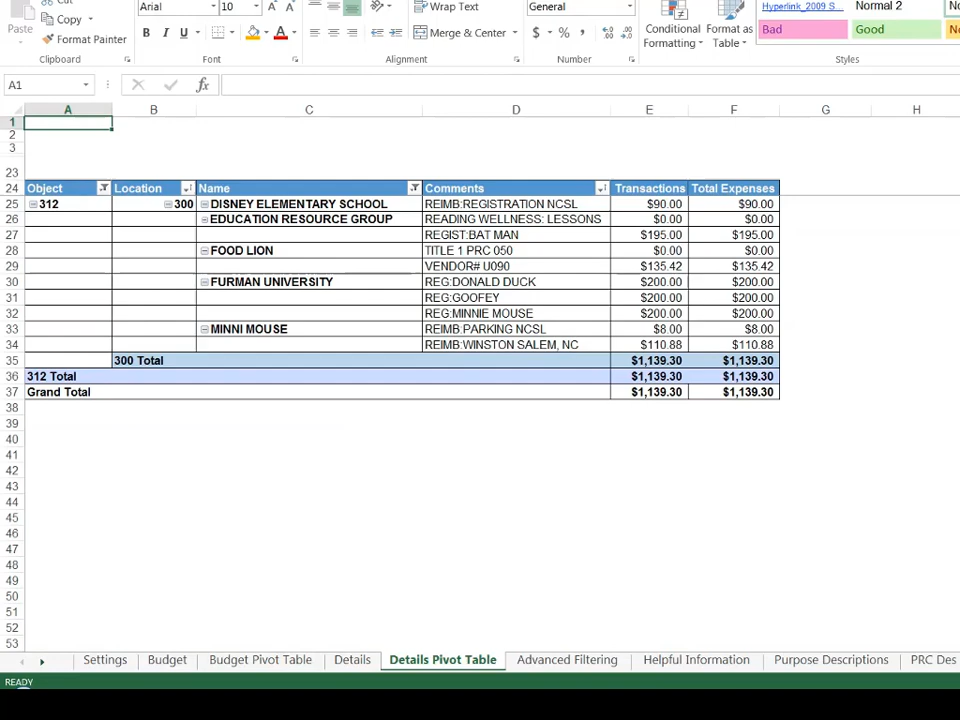 Cut
Paste
Copy
Format Painter
Clipboard
Arial
10
A
A
B I U
A
Font
Wrap Text
Merge & Center
Alignment
General
$ % ,
Number
Conditional
Formatting
Format as
Table
Hyperlink_2009 S...
Normal 2
Bad
Good
Styles
A1
fx
A B C D E F G H
1
2
3
23
24 Object Location Name Comments Transactions Total Expenses
25 312 300 DISNEY ELEMENTARY SCHOOL REIMB:REGISTRATION NCSL $90.00 $90.00
26 EDUCATION RESOURCE GROUP READING WELLNESS: LESSONS $0.00 $0.00
27 REGIST:BAT MAN $195.00 $195.00
28 FOOD LION TITLE 1 PRC 050 $0.00 $0.00
29 VENDOR# U090 $135.42 $135.42
30 FURMAN UNIVERSITY REG:DONALD DUCK $200.00 $200.00
31 REG:GOOFEY $200.00 $200.00
32 REG:MINNIE MOUSE $200.00 $200.00
33 MINNI MOUSE REIMB:PARKING NCSL $8.00 $8.00
34 REIMB:WINSTON SALEM, NC $110.88 $110.88
35 300 Total $1,139.30 $1,139.30
36 312 Total $1,139.30 $1,139.30
37 Grand Total $1,139.30 $1,139.30
38
39
40
41
42
43
44
45
46
47
48
49
50
51
52
53
Settings Budget Budget Pivot Table Details Details Pivot Table Advanced Filtering Helpful Information Purpose Descriptions PRC Des
READY